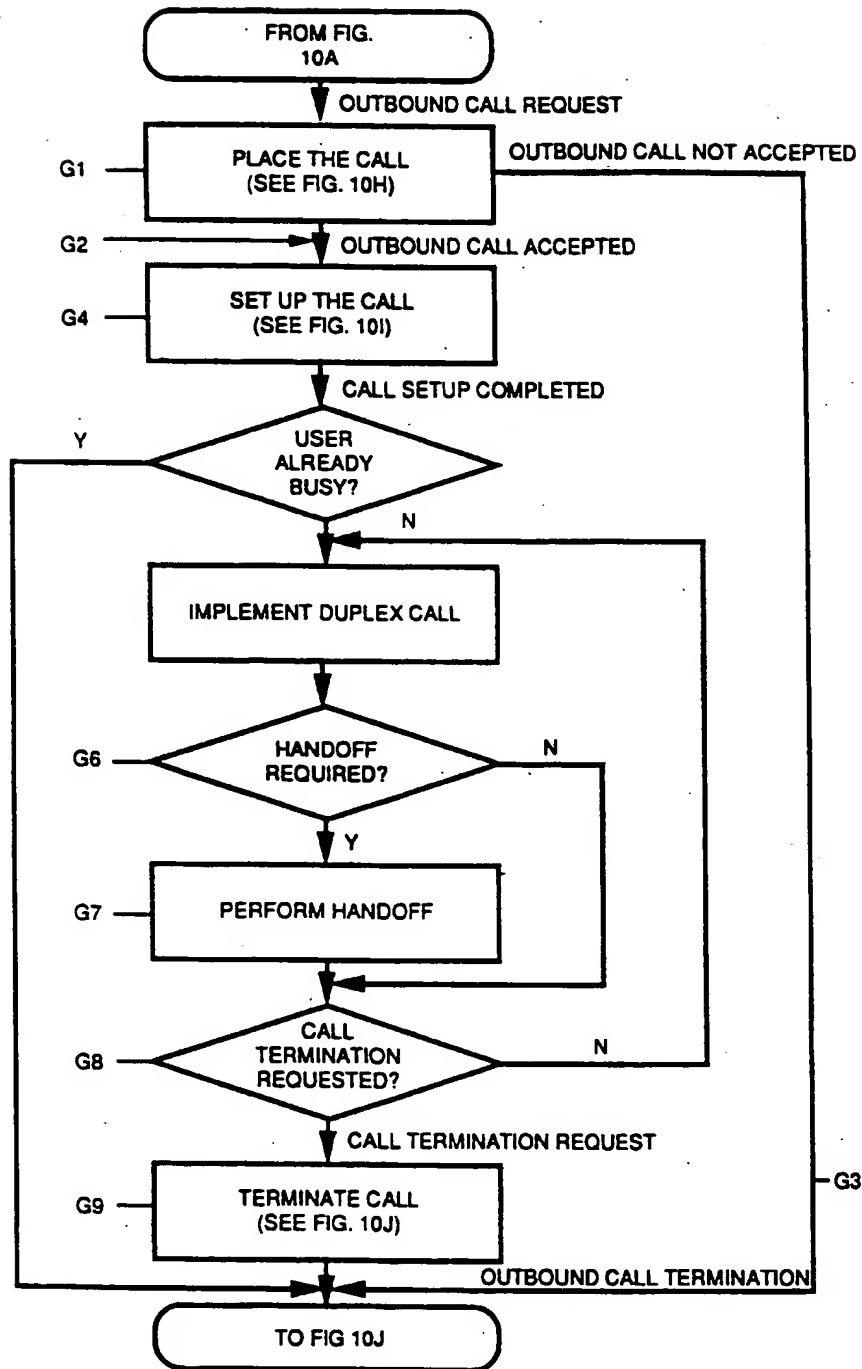 FROM FIG.
10A
OUTBOUND CALL REQUEST
G1
PLACE THE CALL
(SEE FIG. 10H)
OUTBOUND CALL NOT ACCEPTED
G2
OUTBOUND CALL ACCEPTED
G4
SET UP THE CALL
(SEE FIG. 10I)
CALL SETUP COMPLETED
Y
USER
ALREADY
BUSY?
N
IMPLEMENT DUPLEX CALL
G6
HANDOFF
REQUIRED?
N
Y
G7
PERFORM HANDOFF
G8
CALL
TERMINATION
REQUESTED?
N
CALL TERMINATION REQUEST
G3
G9
TERMINATE CALL
(SEE FIG. 10J)
OUTBOUND CALL TERMINATION
TO FIG 10J